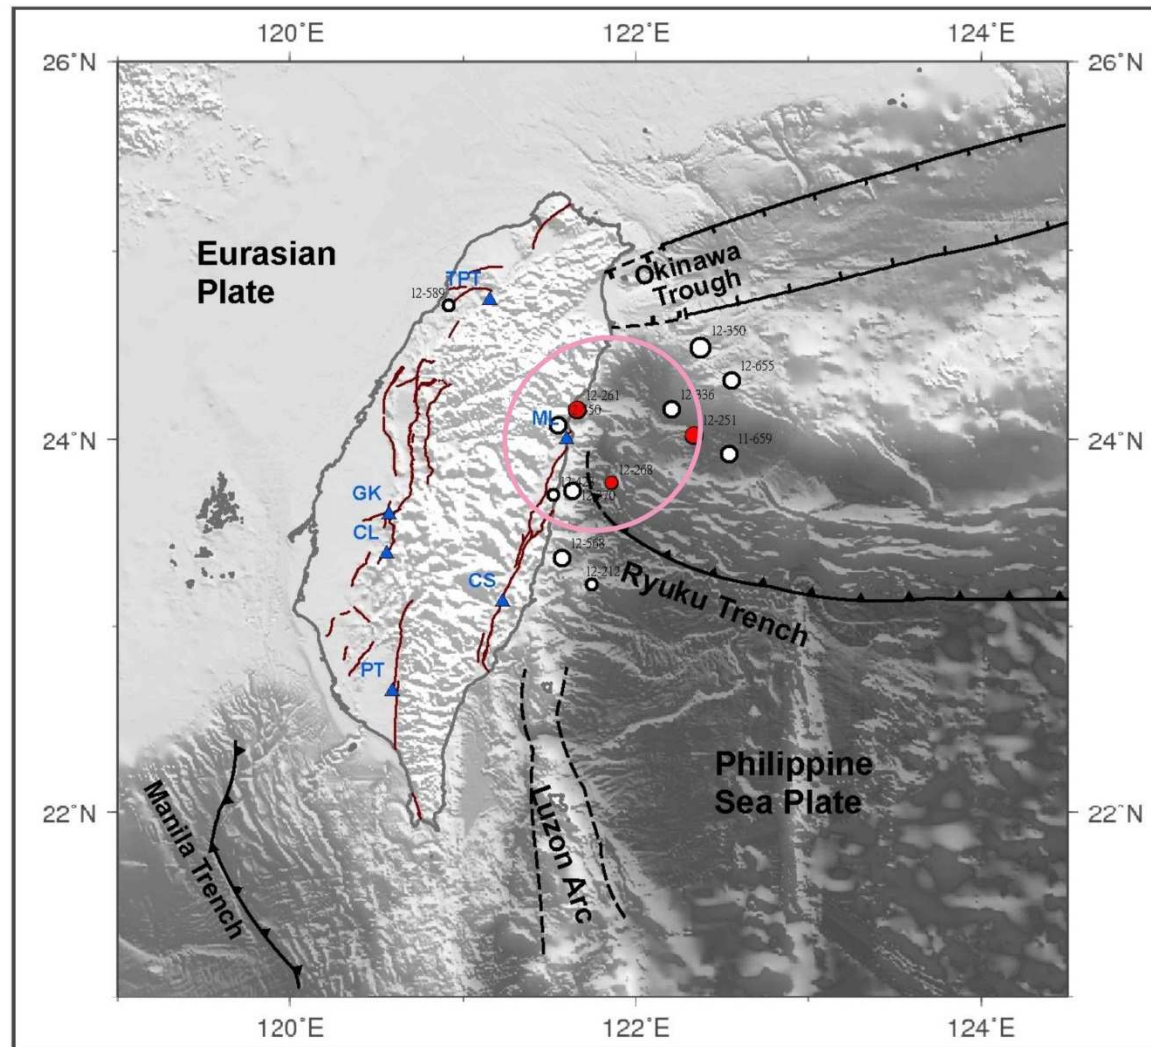 120°E
122°E
124°E
26°N
26°N
Eurasian
Plate
Okinawa
Trough
TPT
12-589
12-350
12-655
12-261
12-336
ML
12-251
24°N
24°N
11-659
12-268
GK
CL
12-568
CS
12-212
Ryuku Trench
PT
Philippine
Sea Plate
22°N
22°N
Manila Trench
Luzon Arc
120°E
122°E
124°E